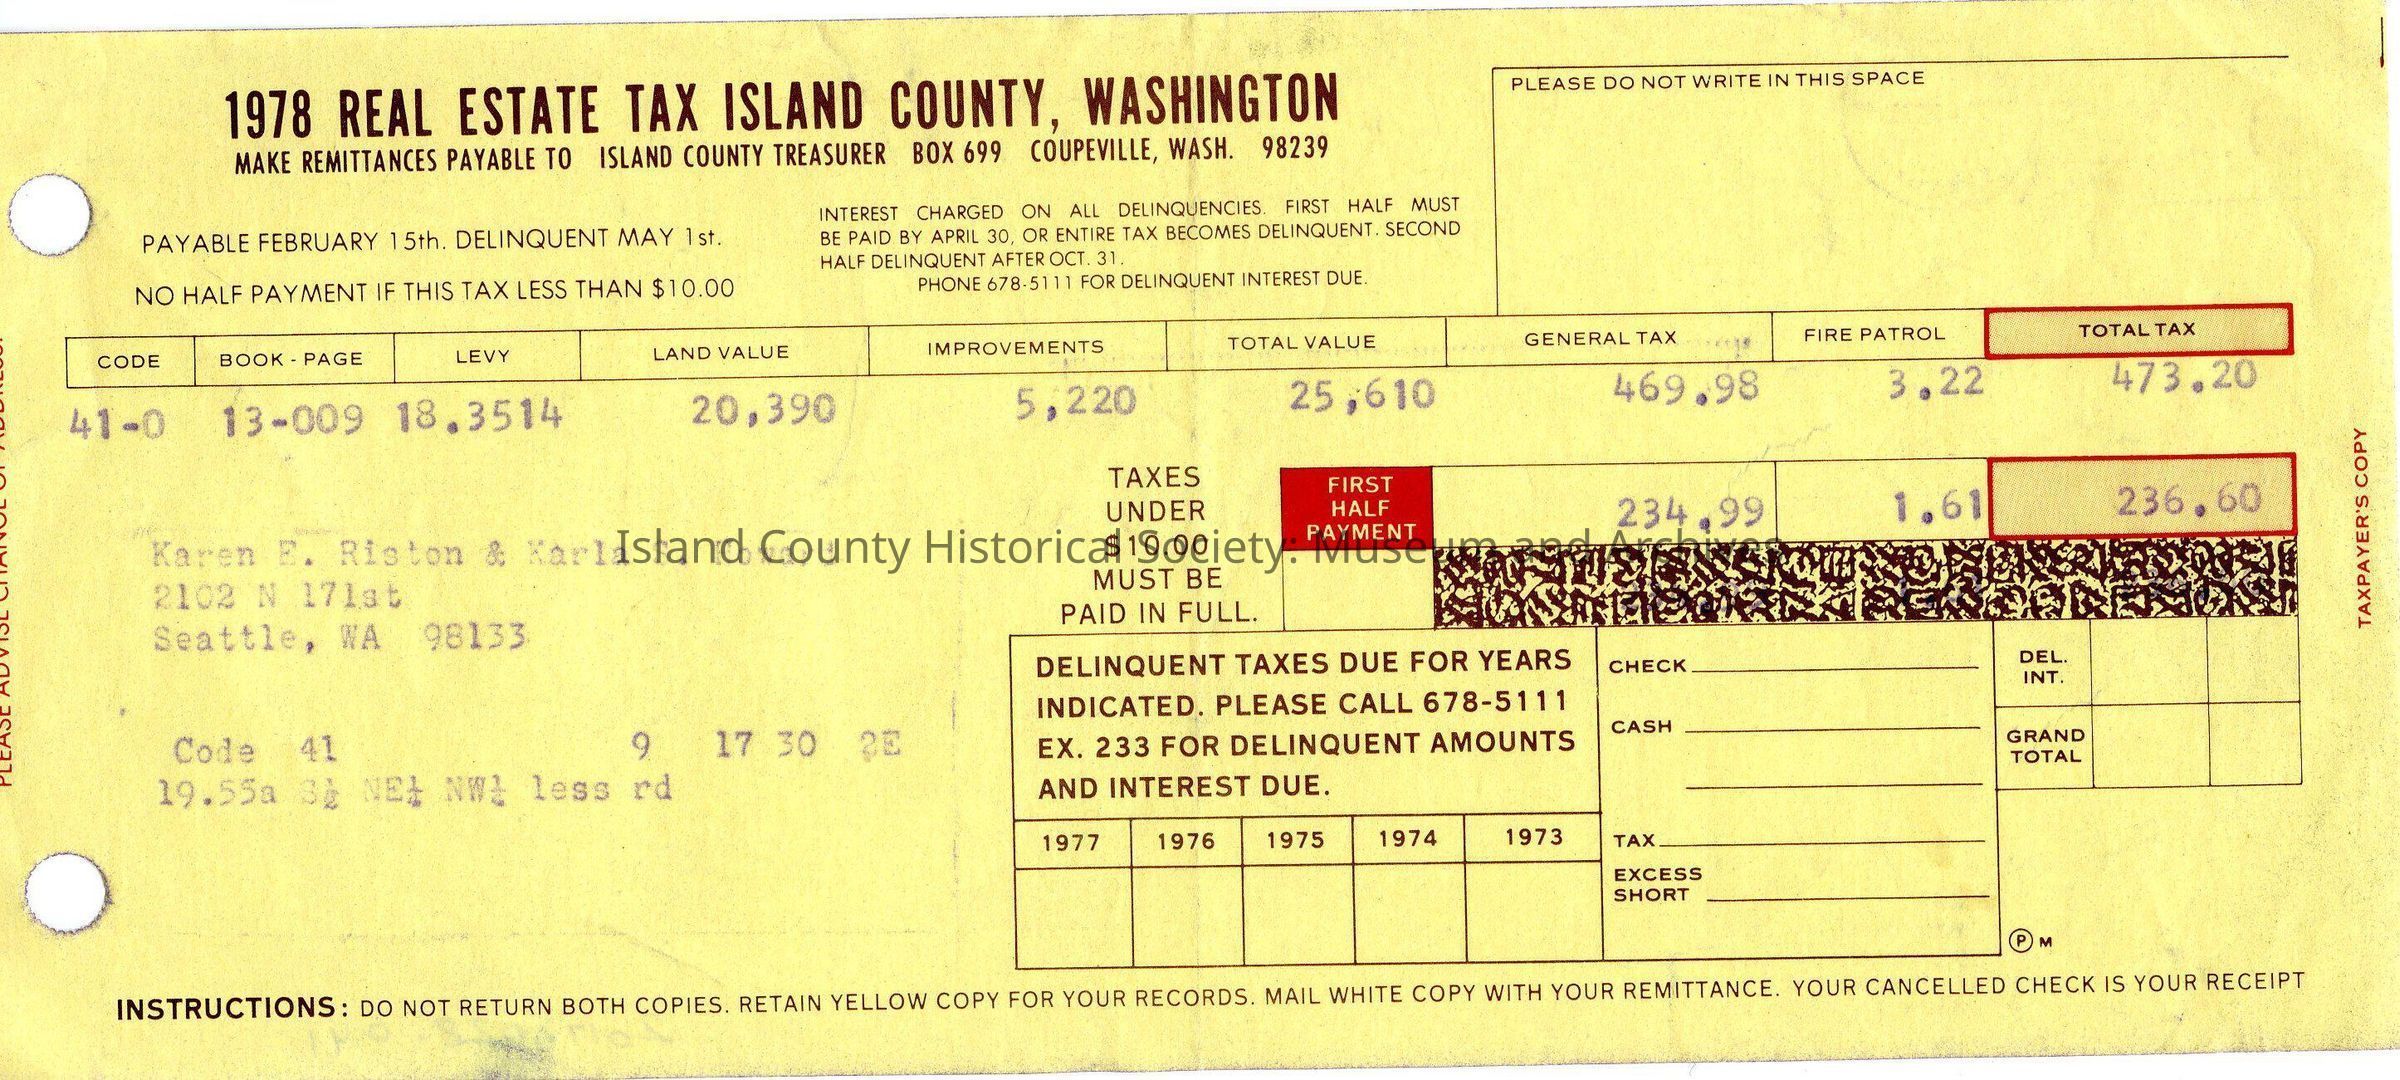 1978 REAL ESTATE TAX ISLAND COUNTY, WASHINGTON
MAKE REMITTANCES PAYABLE TO ISLAND COUNTY TREASURER BOX 699 COUPEVILLE, WASH. 98239
PLEASE DO NOT WRITE IN THIS SPACE
PAYABLE FEBRUARY 15th. DELINQUENT MAY 1st.
NO HALF PAYMENT IF THIS TAX LESS THAN $10.00
INTEREST CHARGED ON ALL DELINQUENCIES. FIRST HALF MUST
BE PAID BY APRIL 30, OR ENTIRE TAX BECOMES DELINQUENT. SECOND
HALF DELINQUENT AFTER OCT. 31.
PHONE 678-5111 FOR DELINQUENT INTEREST DUE.
CODE BOOK - PAGE LEVY LAND VALUE IMPROVEMENTS TOTAL VALUE GENERAL TAX FIRE PATROL TOTAL TAX
41-0 13-009 18.3514 20,390 5,220 25,610 469.98 3.22 473.20
TAXES
UNDER
$10.00
MUST BE
PAID IN FULL.
FIRST
HALF
PAYMENT
234.99 1.61 236.60
Island County Historical Society: Museum and Archives
Karen E. Riston & Karla
2102 N 171st
Seattle, WA 98133
Code 41 9 17 30 2E
19.55a S½ NE¼ NW¼ less rd
DELINQUENT TAXES DUE FOR YEARS
INDICATED. PLEASE CALL 678-5111
EX. 233 FOR DELINQUENT AMOUNTS
AND INTEREST DUE.
1977 1976 1975 1974 1973
CHECK
CASH
TAX
EXCESS
SHORT
DEL.
INT.
GRAND
TOTAL
P M
INSTRUCTIONS: DO NOT RETURN BOTH COPIES. RETAIN YELLOW COPY FOR YOUR RECORDS. MAIL WHITE COPY WITH YOUR REMITTANCE. YOUR CANCELLED CHECK IS YOUR RECEIPT
TAXPAYER'S COPY
PLEASE ADVISE CHANGE OF ADDRESS.